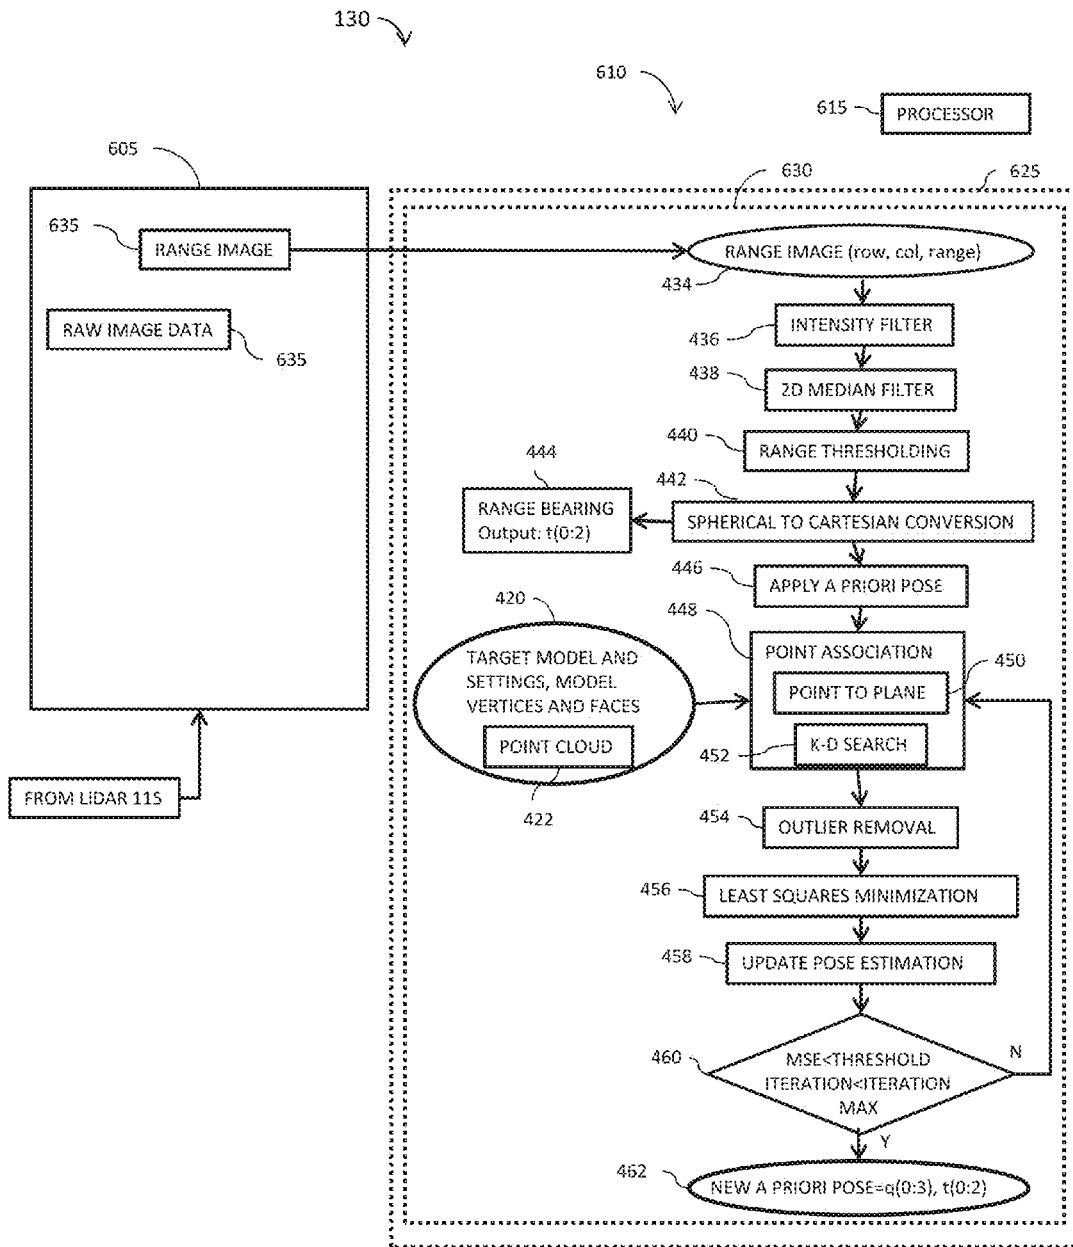 130
610
615
PROCESSOR
605
630
625
635
RANGE IMAGE
RANGE IMAGE (row, col, range)
434
RAW IMAGE DATA
635
INTENSITY FILTER
436
438
2D MEDIAN FILTER
440
RANGE THRESHOLDING
444
442
RANGE BEARING
Output: t(0:2)
SPHERICAL TO CARTESIAN CONVERSION
446
APPLY A PRIORI POSE
420
448
TARGET MODEL AND
SETTINGS, MODEL
VERTICES AND FACES
POINT CLOUD
422
POINT ASSOCIATION
450
POINT TO PLANE
452
K-D SEARCH
FROM LIDAR 115
454
OUTLIER REMOVAL
456
LEAST SQUARES MINIMIZATION
458
UPDATE POSE ESTIMATION
460
MSE<THRESHOLD
ITERATION<ITERATION
MAX
N
Y
462
NEW A PRIORI POSE=q(0:3), t(0:2)